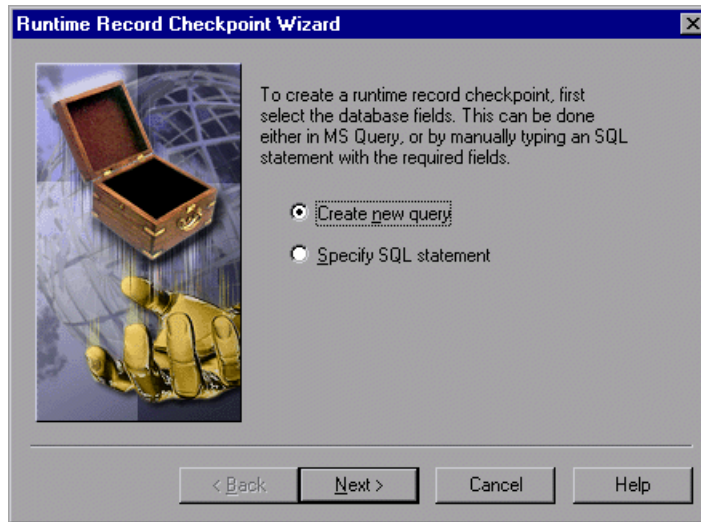 Runtime Record Checkpoint Wizard
To create a runtime record checkpoint, first
select the database fields. This can be done
either in MS Query, or by manually typing an SQL
statement with the required fields.
Create new query
Specify SQL statement
< Back
Next >
Cancel
Help